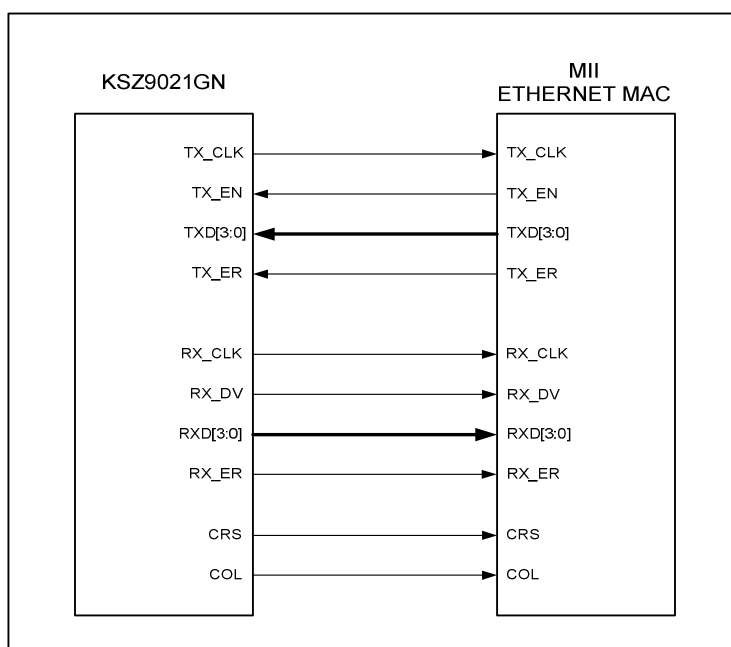 KSZ9021GN
MII
ETHERNET MAC
TX_CLK TX_CLK
TX_EN TX_EN
TXD[3:0] TXD[3:0]
TX_ER TX_ER
RX_CLK RX_CLK
RX_DV RX_DV
RXD[3:0] RXD[3:0]
RX_ER RX_ER
CRS CRS
COL COL